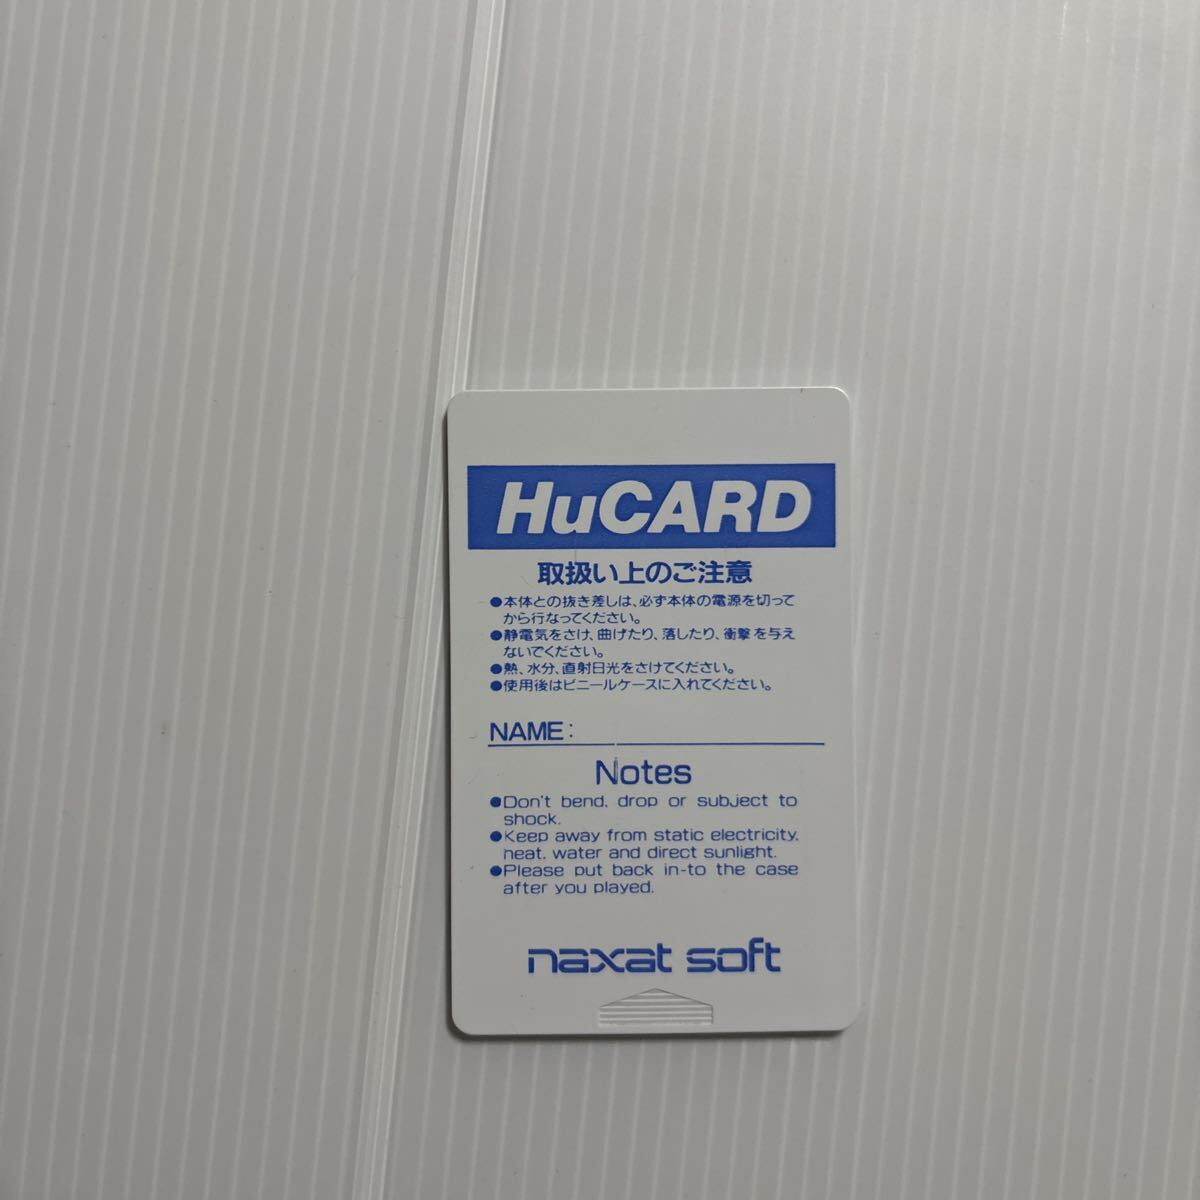 HuCARD
取扱い上のご注意
●本体との抜き差しは、必ず本体の電源を切って
から行なってください。
●静電気をさけ、曲げたり、落したり、衝撃を与え
ないでください。
●熱、水分、直射日光をさけてください。
●使用後はビニールケースに入れてください。
NAME:
Notes
●Don't bend, drop or subject to
shock.
●Keep away from static electricity,
heat, water and direct sunlight.
●Please put back in-to the case
after you played.
naxat soft